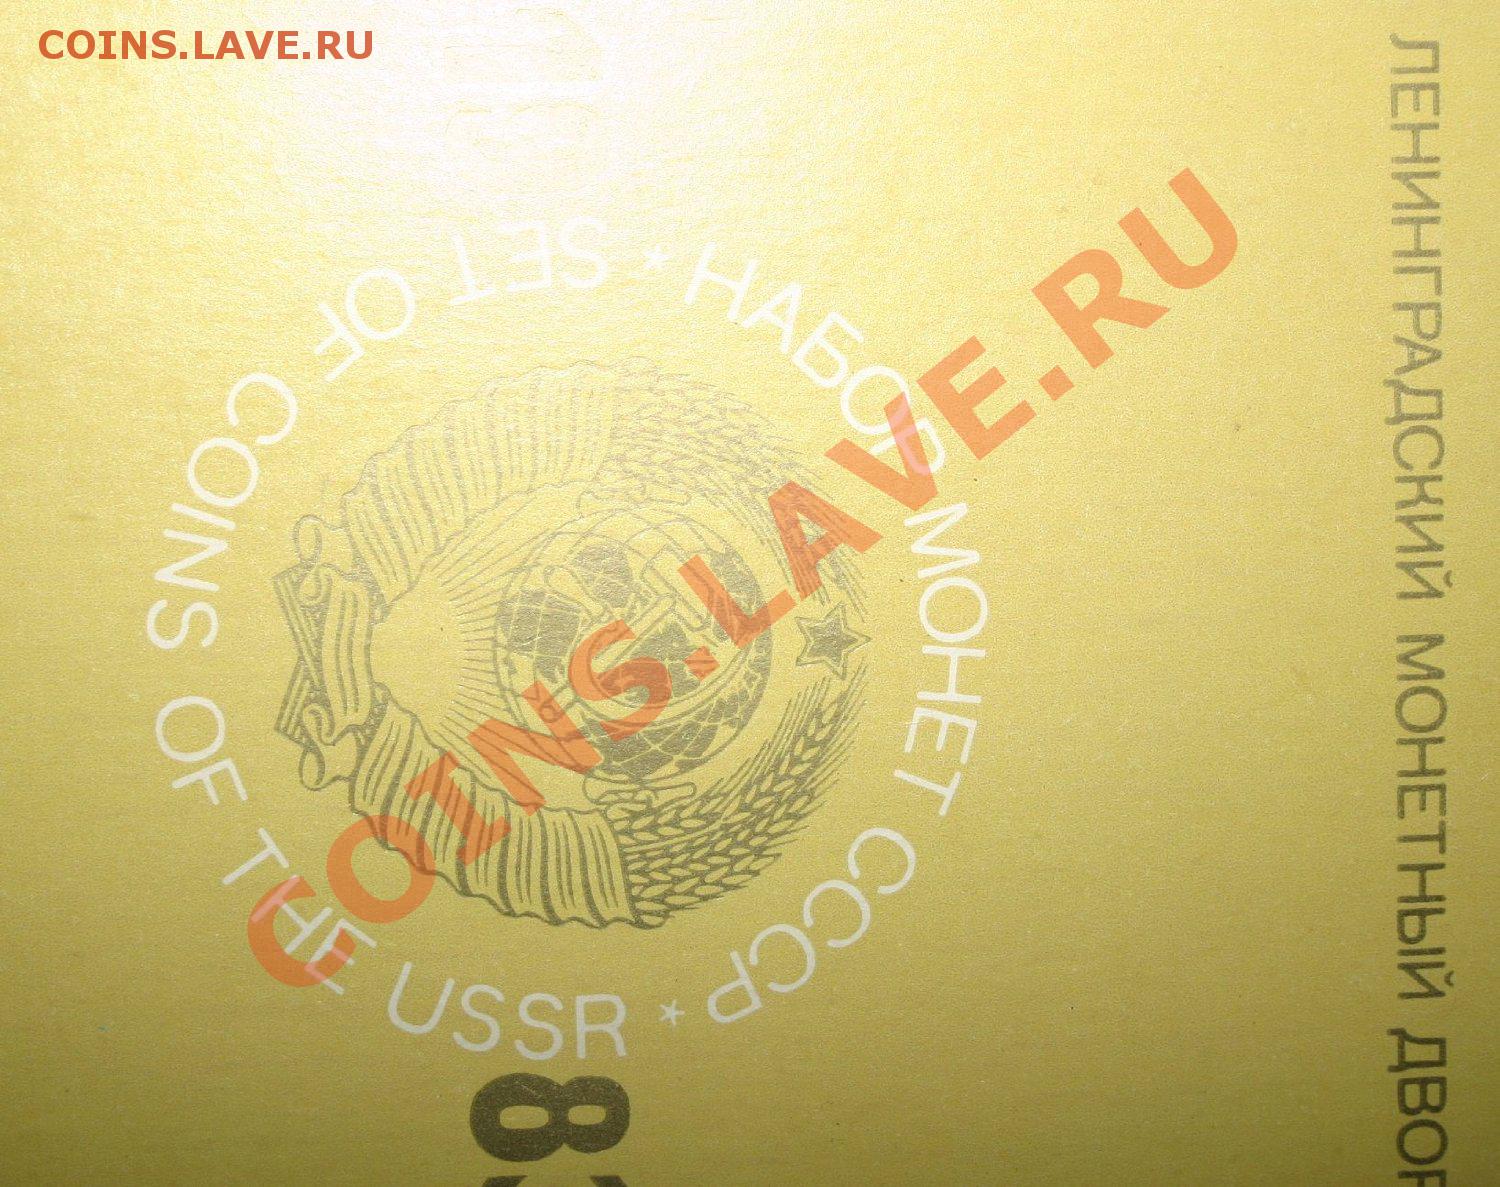 COINS.LAVE.RU
ЛЕНИНГРАДСКИЙ МОНЕТНЫЙ ДВОР
НАБОР МОНЕТ СССР
SET OF COINS OF THE USSR
COINS.LAVE.RU